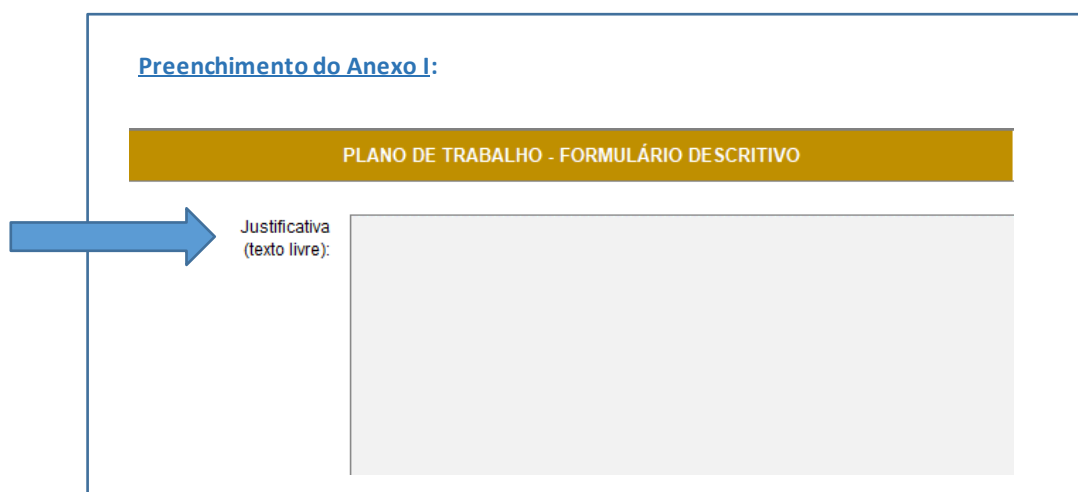 Preenchimento do Anexo I:
PLANO DE TRABALHO - FORMULÁRIO DESCRITIVO
Justificativa
(texto livre):